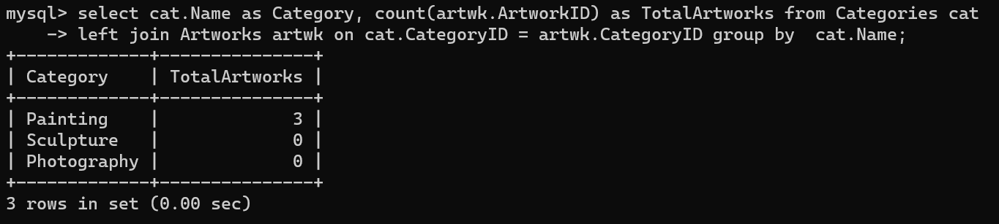 mysql> select cat.Name as Category, count(artwk.ArtworkID) as TotalArtworks from Categories cat
    -> left join Artworks artwk on cat.CategoryID = artwk.CategoryID group by  cat.Name;
+-------------+---------------+
| Category    | TotalArtworks |
+-------------+---------------+
| Painting    |             3 |
| Sculpture   |             0 |
| Photography |             0 |
+-------------+---------------+
3 rows in set (0.00 sec)